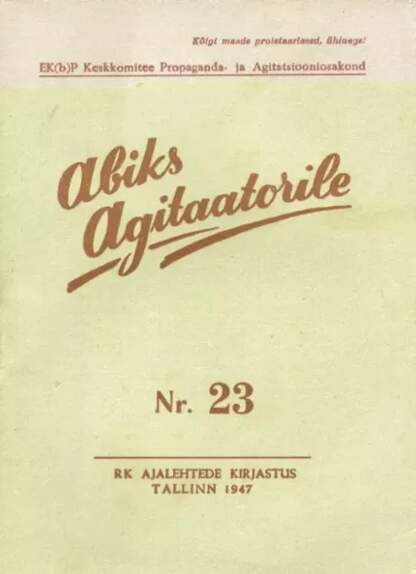 Kõigi maade proletaarlased, ühinege!
EK(b)P Keskkomitee Propaganda- ja Agitatsiooniosakond
Abiks
Agitaatorile
Nr. 23
RK AJALEHTEDE KIRJASTUS
TALLINN 1947